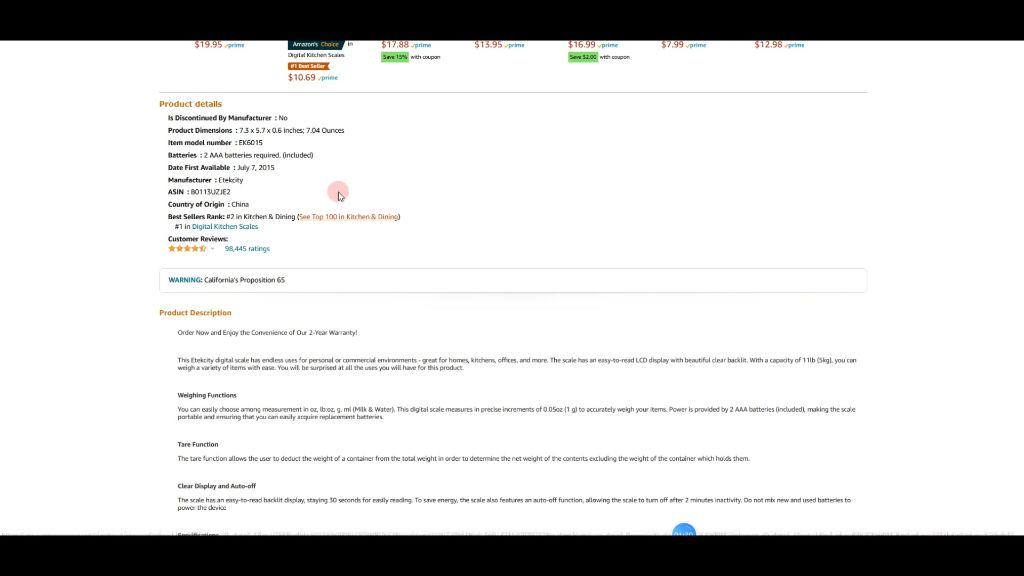 $19.95 prime
Amazon's Choice in
Digital Kitchen Scales
#1 Best Seller
$10.69 prime
$17.88 prime
Save 15% with coupon
$13.95 prime
$16.99 prime
Save $2.00 with coupon
$7.99 prime
$12.98 prime
Product details
Is Discontinued By Manufacturer : No
Product Dimensions : 7.3 x 5.7 x 0.6 inches; 7.04 Ounces
Item model number : EK6015
Batteries : 2 AAA batteries required. (included)
Date First Available : July 7, 2015
Manufacturer : Etekcity
ASIN : B0113UZJE2
Country of Origin : China
Best Sellers Rank: #2 in Kitchen & Dining (See Top 100 in Kitchen & Dining)
#1 in Digital Kitchen Scales
Customer Reviews:
98,445 ratings
WARNING: California's Proposition 65
Product Description
Order Now and Enjoy the Convenience of Our 2-Year Warranty!
This Etekcity digital scale has endless uses for personal or commercial environments - great for homes, kitchens, offices, and more. The scale has an easy-to-read LCD display with beautiful clear backlit. With a capacity of 11lb (5kg), you can
weigh a variety of items with ease. You will be surprised at all the uses you will have for this product.
Weighing Functions
You can easily choose among measurement in oz, lb:oz, g, ml (Milk & Water). This digital scale measures in precise increments of 0.05oz (1 g) to accurately weigh your items. Power is provided by 2 AAA batteries (included), making the scale
portable and ensuring that you can easily acquire replacement batteries.
Tare Function
The tare function allows the user to deduct the weight of a container from the total weight in order to determine the net weight of the contents excluding the weight of the container which holds them.
Clear Display and Auto-off
The scale has an easy-to-read backlit display, staying 30 seconds for easily reading. To save energy, the scale also features an auto-off function, allowing the scale to turn off after 2 minutes inactivity. Do not mix new and used batteries to
power the device